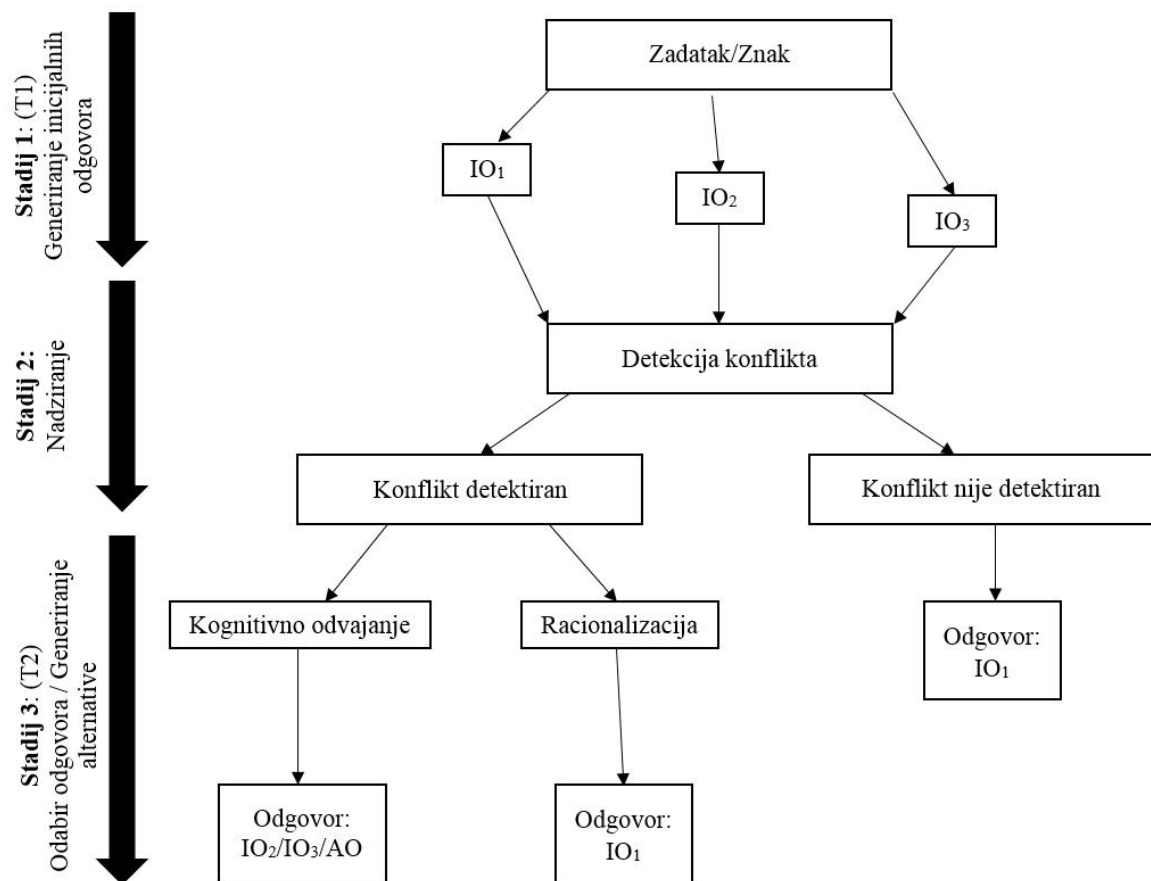 Stadij 1: (T1)
Generiranje inicijalnih
odgovora
Zadatak/Znak
IO₁
IO₂
IO₃
Stadij 2:
Nadziranje
Detekcija konflikta
Konflikt detektiran
Konflikt nije detektiran
Stadij 3: (T2)
Odabir odgovora / Generiranje
alternative
Kognitivno odvajanje
Racionalizacija
Odgovor:
IO₁
Odgovor:
IO₂/IO₃/AO
Odgovor:
IO₁